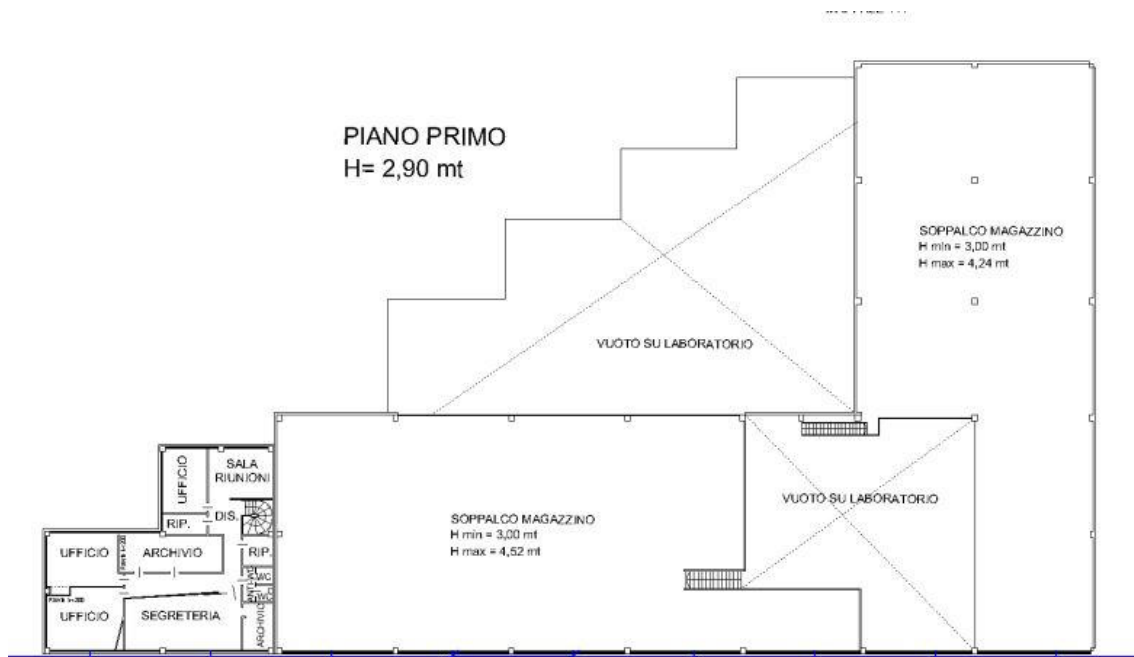 PIANO PRIMO
H= 2,90 mt
SOPPALCO MAGAZZINO
H min = 3,00 mt
H max = 4,24 mt
VUOTO SU LABORATORIO
UFFICIO
SALA
RIUNIONI
RIP.
DIS.
SOPPALCO MAGAZZINO
H min = 3,00 mt
H max = 4,52 mt
VUOTO SU LABORATORIO
UFFICIO
ARCHIVIO
RIP.
WC
UFFICIO
SEGRETERIA
ARCHIVIO